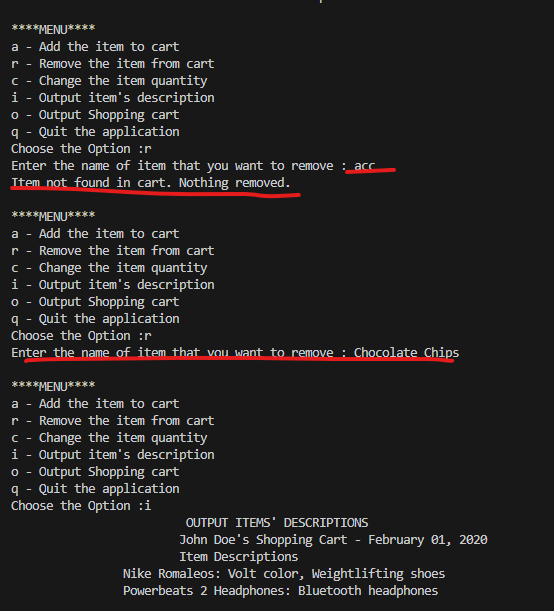 ****MENU****
a - Add the item to cart
r - Remove the item from cart
c - Change the item quantity
i - Output item's description
o - Output Shopping cart
q - Quit the application
Choose the Option :r
Enter the name of item that you want to remove : acc
Item not found in cart. Nothing removed.
****MENU****
a - Add the item to cart
r - Remove the item from cart
c - Change the item quantity
i - Output item's description
o - Output Shopping cart
q - Quit the application
Choose the Option :r
Enter the name of item that you want to remove : Chocolate Chips
****MENU****
a - Add the item to cart
r - Remove the item from cart
c - Change the item quantity
i - Output item's description
o - Output Shopping cart
q - Quit the application
Choose the Option :i
OUTPUT ITEMS' DESCRIPTIONS
John Doe's Shopping Cart - February 01, 2020
Item Descriptions
Nike Romaleos: Volt color, Weightlifting shoes
Powerbeats 2 Headphones: Bluetooth headphones